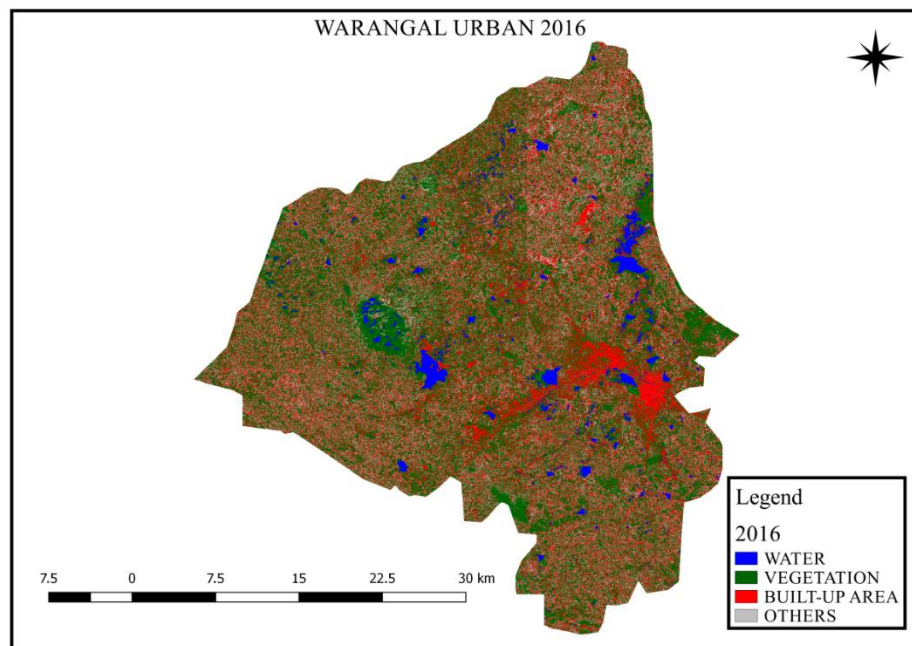 WARANGAL URBAN 2016
7.5 0 7.5 15 22.5 30 km
Legend
2016
WATER
VEGETATION
BUILT-UP AREA
OTHERS